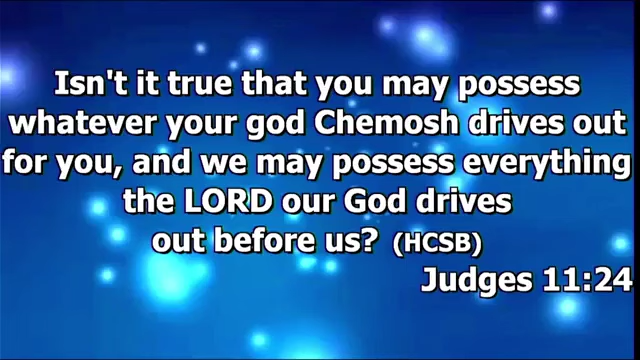 Isn't it true that you may possess
whatever your god Chemosh drives out
for you, and we may possess everything
the LORD our God drives
out before us? (HCSB)
Judges 11:24